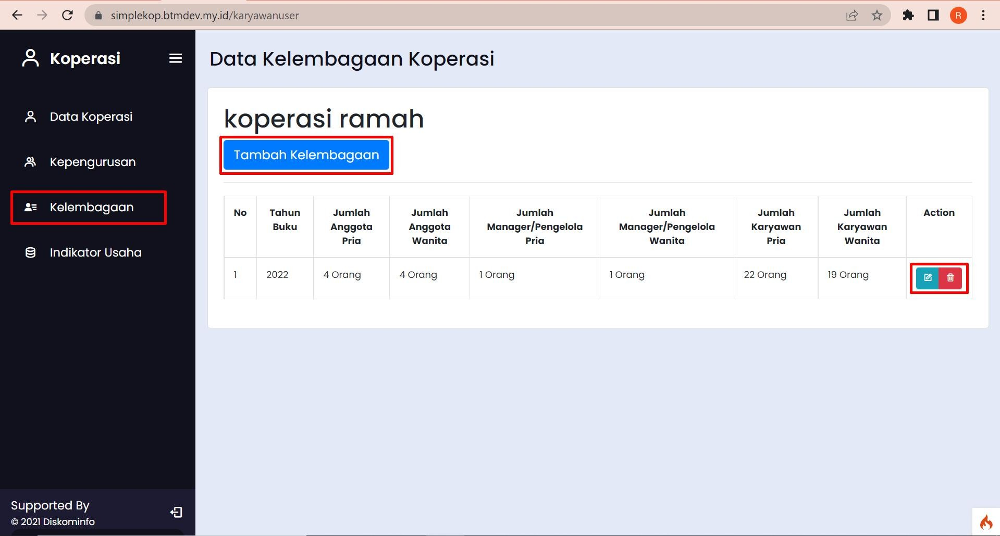 simplekop.btmdev.my.id/karyawanuser
R
Koperasi
Data Koperasi
Kepengurusan
Kelembagaan
Indikator Usaha
Supported By
© 2021 Diskominfo
Data Kelembagaan Koperasi
koperasi ramah
Tambah Kelembagaan
No
Tahun
Buku
Jumlah
Anggota
Pria
Jumlah
Anggota
Wanita
Jumlah
Manager/Pengelola
Pria
Jumlah
Manager/Pengelola
Wanita
Jumlah
Karyawan
Pria
Jumlah
Karyawan
Wanita
Action
1 2022 4 Orang 4 Orang 1 Orang 1 Orang 22 Orang 19 Orang